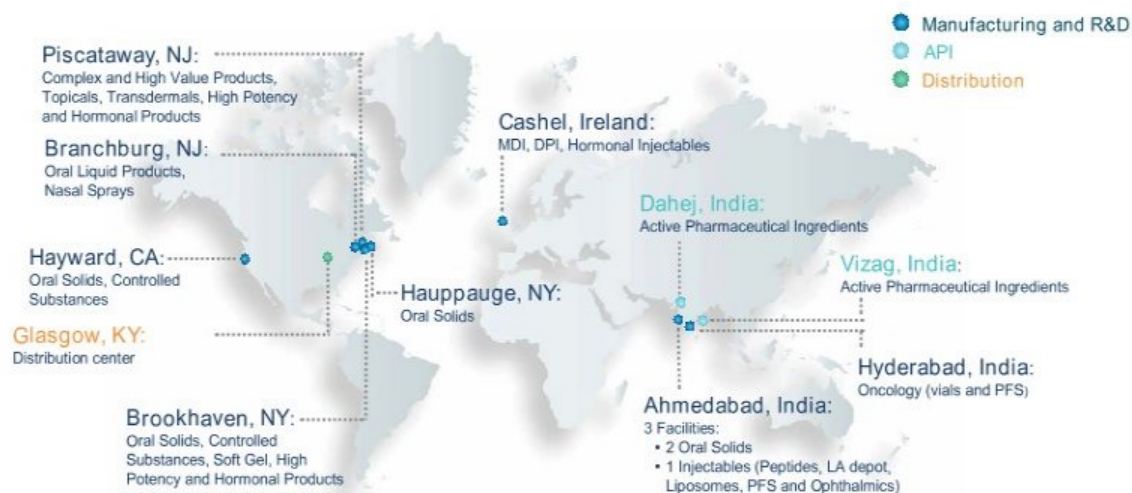 Manufacturing and R&D
API
Distribution
Piscataway, NJ:
Complex and High Value Products,
Topicals, Transdermals, High Potency
and Hormonal Products
Branchburg, NJ:
Oral Liquid Products,
Nasal Sprays
Hayward, CA:
Oral Solids, Controlled
Substances
Glasgow, KY:
Distribution center
Brookhaven, NY:
Oral Solids, Controlled
Substances, Soft Gel, High
Potency and Hormonal Products
Hauppauge, NY:
Oral Solids
Cashel, Ireland:
MDI, DPI, Hormonal Injectables
Dahej, India:
Active Pharmaceutical Ingredients
Vizag, India:
Active Pharmaceutical Ingredients
Hyderabad, India:
Oncology (vials and PFS)
Ahmedabad, India:
3 Facilities:
• 2 Oral Solids
• 1 Injectables (Peptides, LA depot,
Liposomes, PFS and Ophthalmics)